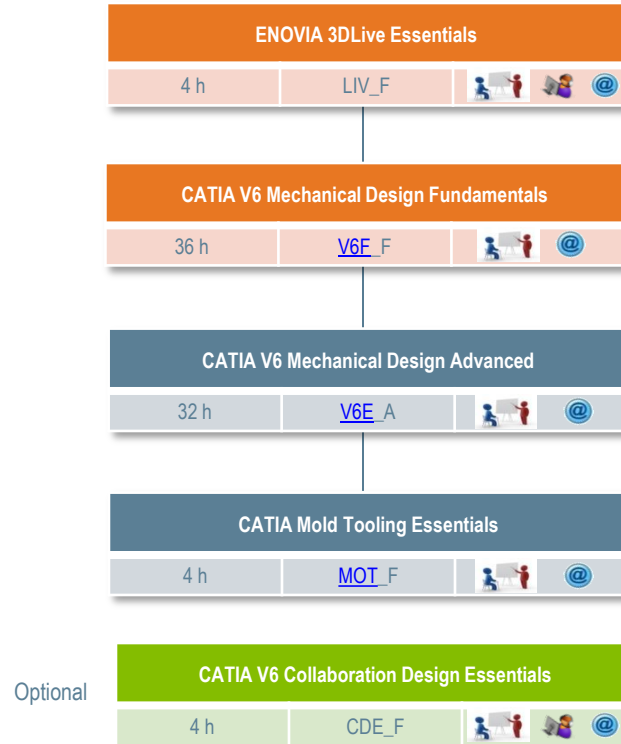 ENOVIA 3DLive Essentials
4 h LIV_F @
CATIA V6 Mechanical Design Fundamentals
36 h V6F_F @
CATIA V6 Mechanical Design Advanced
32 h V6E_A @
CATIA Mold Tooling Essentials
4 h MOT_F @
CATIA V6 Collaboration Design Essentials
Optional
4 h CDE_F @